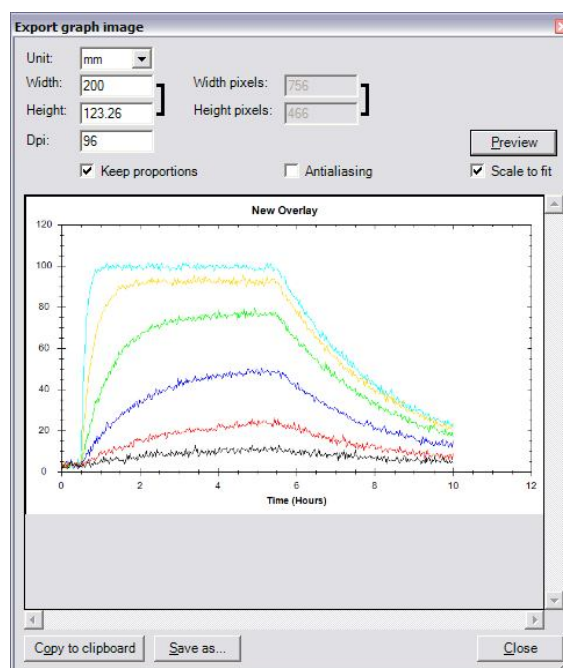 Export graph image
Unit: mm
Width: 200 Width pixels: 756
Height: 123.26 Height pixels: 466
Dpi: 96
Preview
Keep proportions Antialiasing Scale to fit
New Overlay
120
100
80
60
40
20
0
0 2 4 6 8 10 12
Time (Hours)
Copy to clipboard Save as... Close